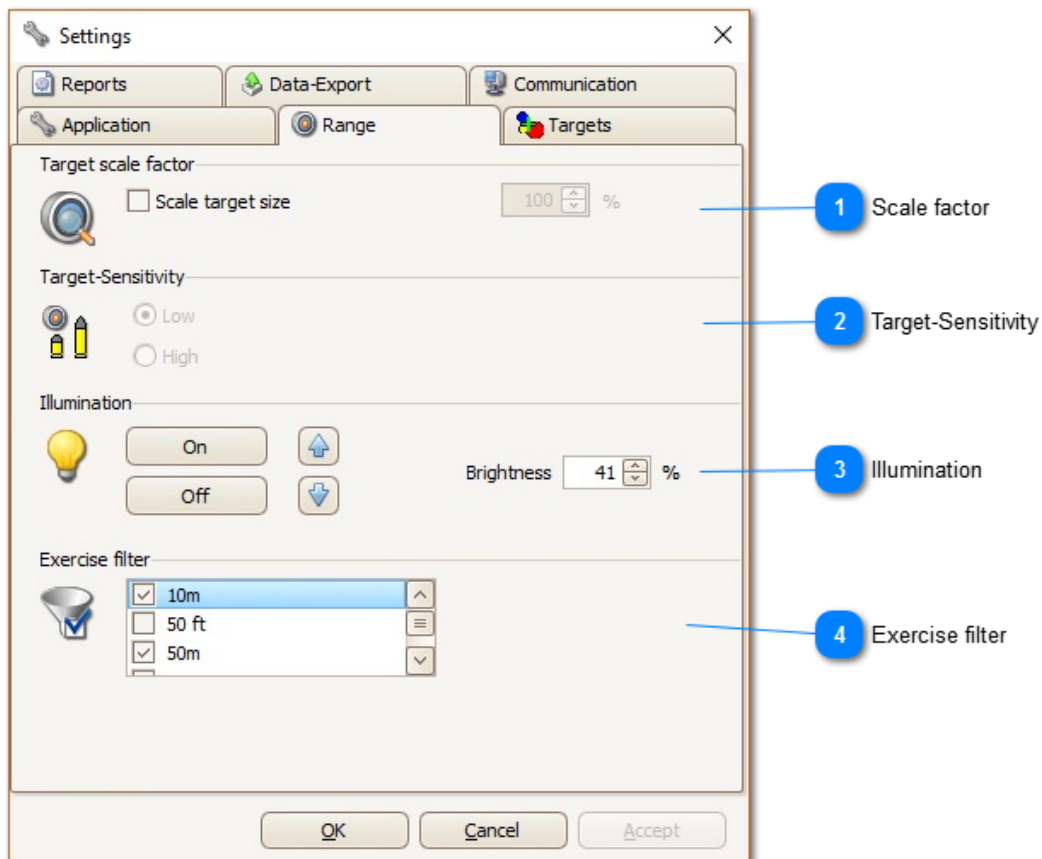 Settings
Reports Data-Export Communication
Application Range Targets
Target scale factor
Scale target size 100 % 1 Scale factor
Target-Sensitivity
Low 2 Target-Sensitivity
High
Illumination
On
Brightness 41 % 3 Illumination
Off
Exercise filter
10m
50 ft
4 Exercise filter
50m
OK Cancel Accept